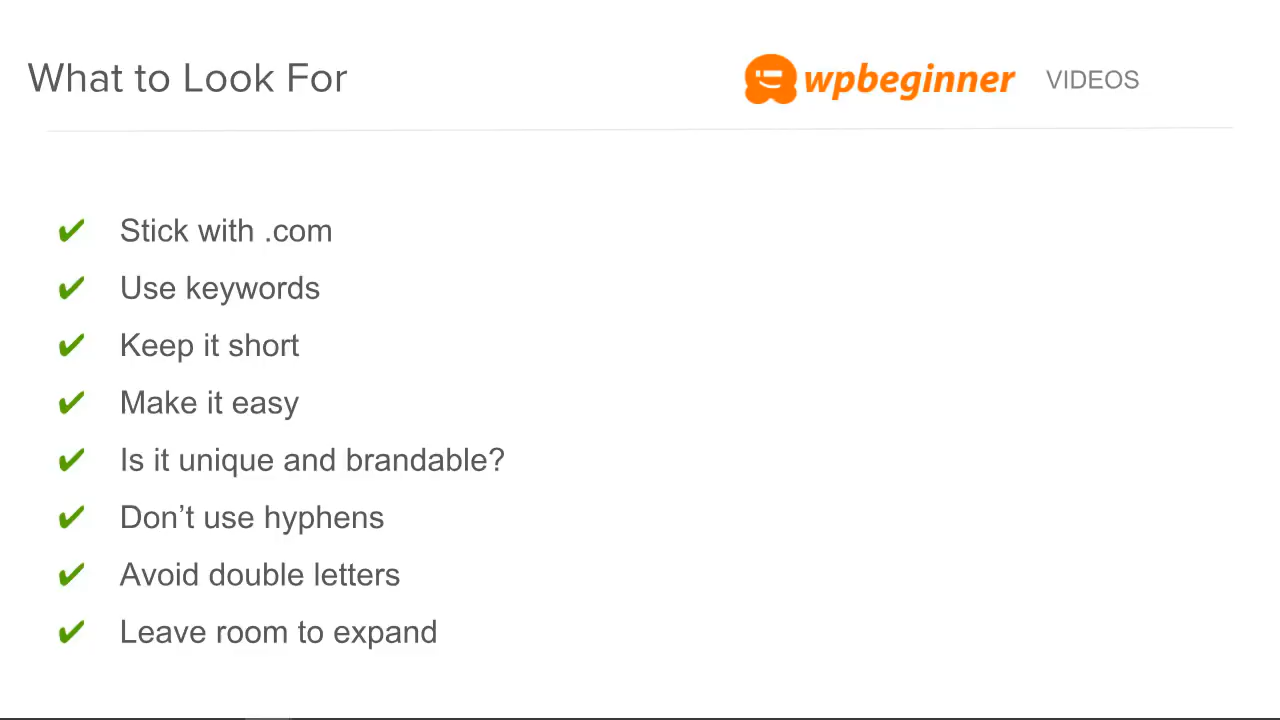 What to Look For
wpbeginner VIDEOS
✔ Stick with .com
✔ Use keywords
✔ Keep it short
✔ Make it easy
✔ Is it unique and brandable?
✔ Don’t use hyphens
✔ Avoid double letters
✔ Leave room to expand